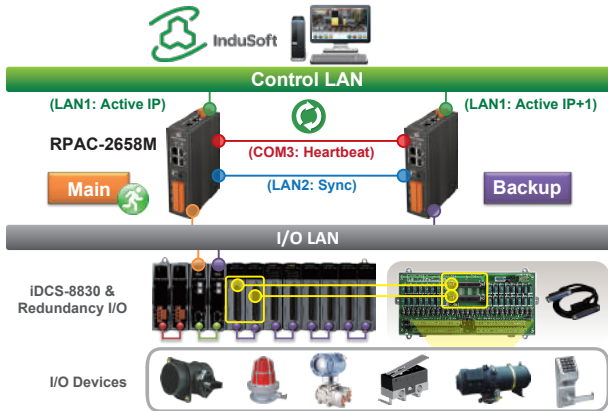 InduSoft
Control LAN
(LAN1: Active IP)
(LAN1: Active IP+1)
RPAC-2658M
(COM3: Heartbeat)
(LAN2: Sync)
Main
Backup
I/O LAN
iDCS-8830 &
Redundancy I/O
I/O Devices